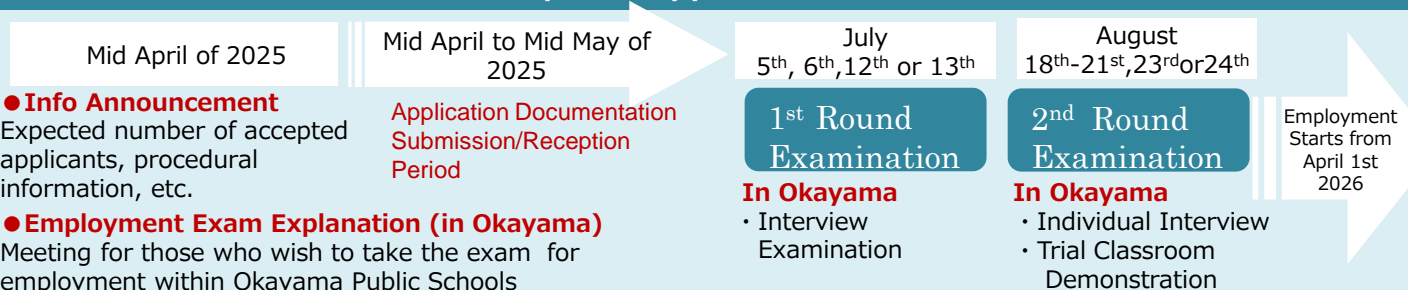 Mid April of 2025
●Info Announcement
Expected number of accepted
applicants, procedural
information, etc.
●Employment Exam Explanation (in Okayama)
Meeting for those who wish to take the exam for
employment within Okayama Public Schools
Mid April to Mid May of
2025
Application Documentation
Submission/Reception
Period
July
5th, 6th,12th or 13th
1st Round
Examination
In Okayama
・Interview
Examination
August
18th-21st,23rdor24th
2nd Round
Examination
In Okayama
・Individual Interview
・Trial Classroom
Demonstration
Employment
Starts from
April 1st
2026